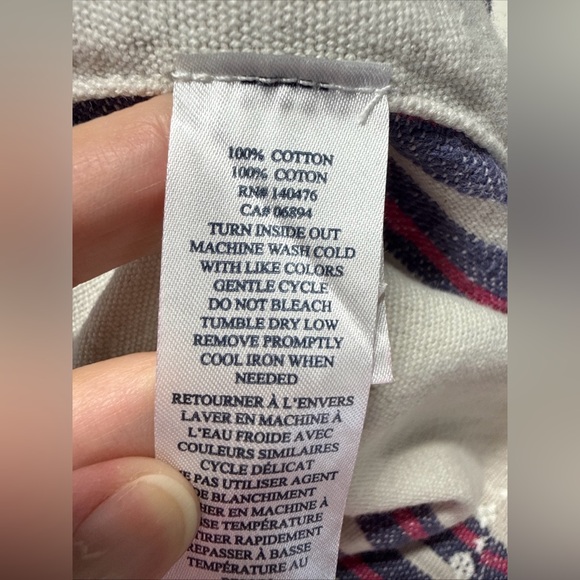 100% COTTON
100% COTON
RN# 140476
CA# 06894
TURN INSIDE OUT
MACHINE WASH COLD
WITH LIKE COLORS
GENTLE CYCLE
DO NOT BLEACH
TUMBLE DRY LOW
REMOVE PROMPTLY
COOL IRON WHEN
NEEDED
RETOURNER À L'ENVERS
LAVER EN MACHINE À
L'EAU FROIDE AVEC
COULEURS SIMILAIRES
CYCLE DÉLICAT
PAS UTILISER AGENT
DE BLANCHIMENT
EN MACHINE À
TEMPÉRATURE
RAPIDEMENT
REPASSER À BASSE
TEMPÉRATURE AU